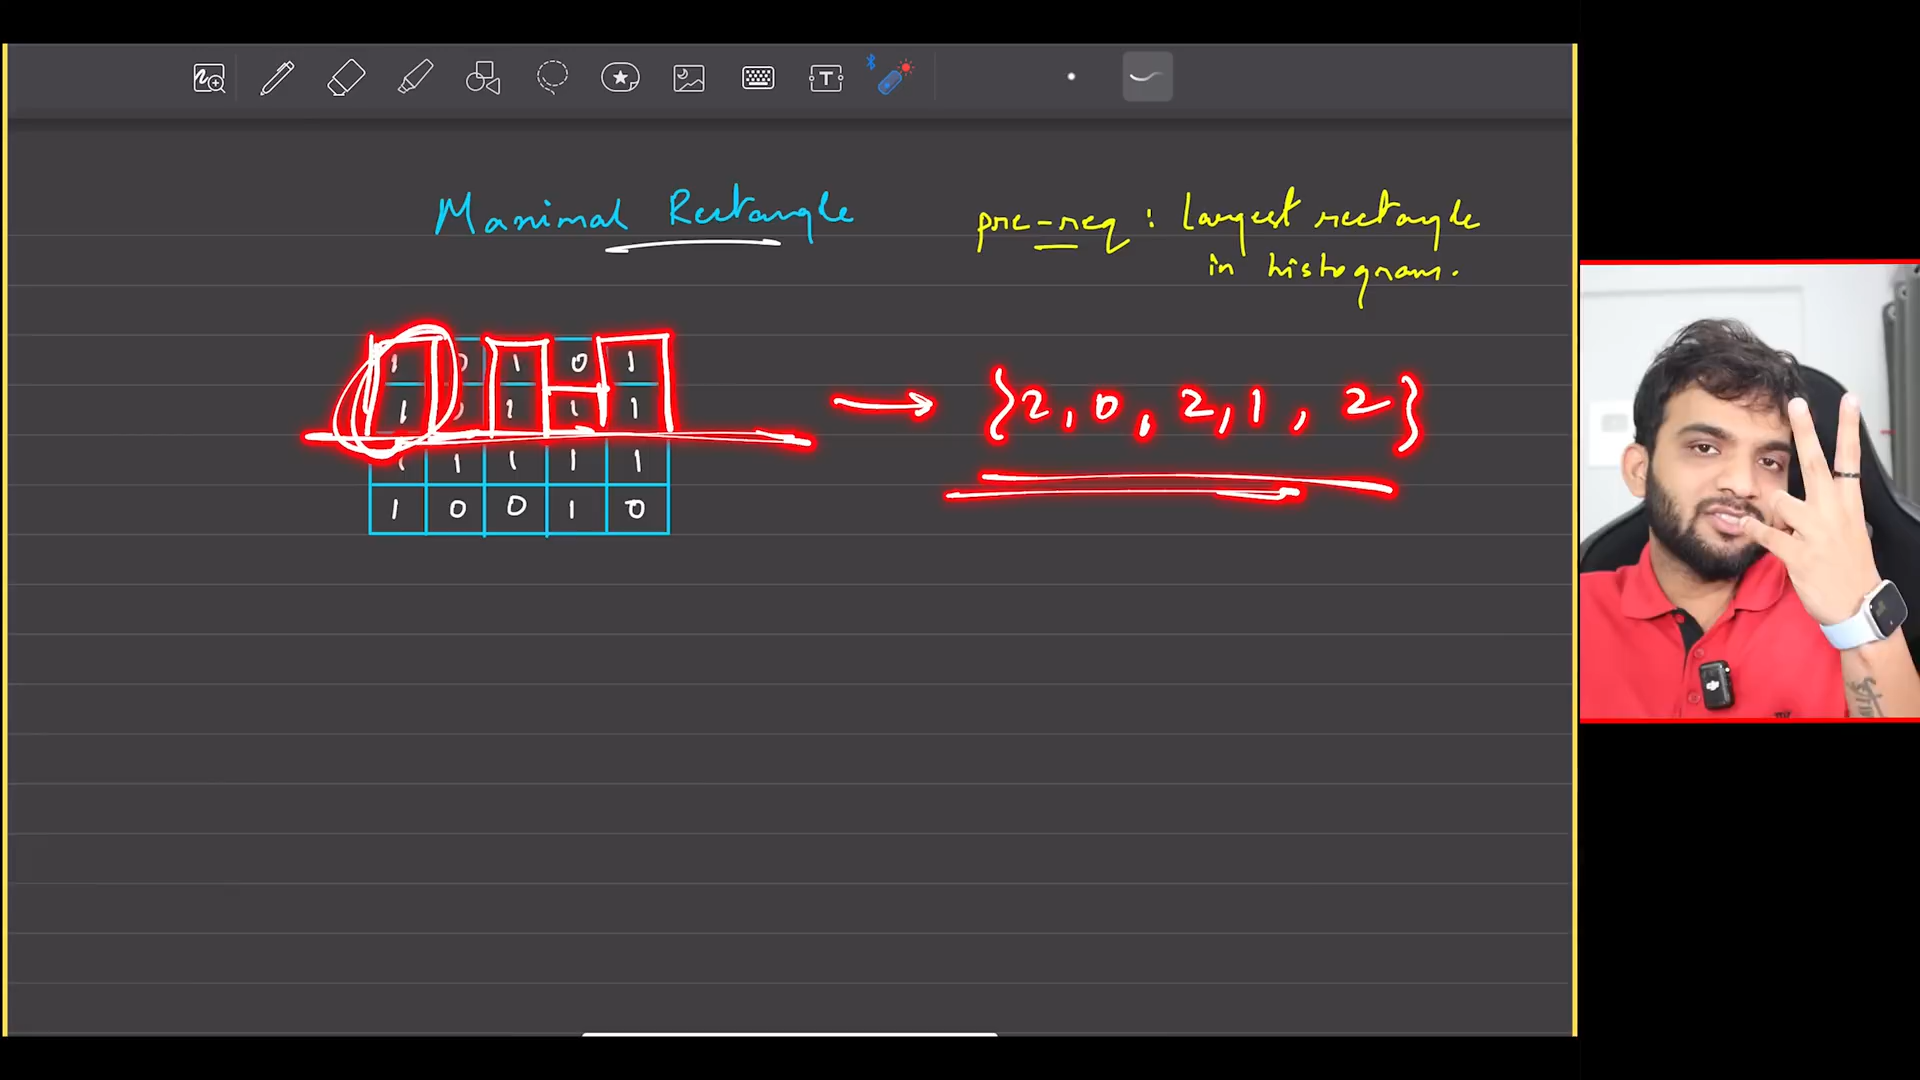 Maximal Rectangle
pre-req : largest rectangle
in histogram.
1 0 1 0 1
1 0 1 1 1
1 1 1 1 1
1 0 0 1 0
{2, 0, 2, 1, 2}
T